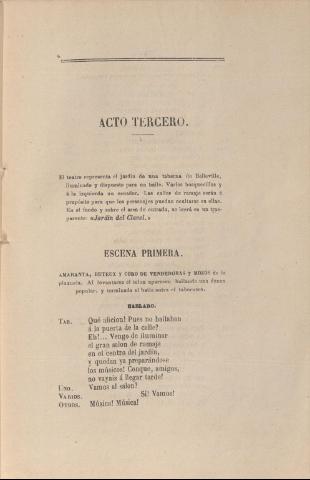 ACTO TERCERO.
El teatro representa el jardin de una taberna de Belleville,
iluminado y dispuesto para un baile. Varios bosquecillos y
á la izquierda un cenador. Las calles de ramaje serán á
propósito para que los personajes puedan ocultarse en ellas.
En el fondo y sobre el arco de entrada, se leerá en un tras-
parente: «Jardin del Clavel.»
ESCENA PRIMERA.
AMARANTA, BUTEUX y CORO DE VENDEDORAS y MOZOS de la
plazuela. Al levantarse el telon aparecen bailando una danza
popular, y terminada el baile sobre el tabernero.
HABLADO.
TAB. Qué aficion! Pues no bailaban
á la puerta de la calle?
Eh!... Vengo de iluminar
el gran salon de ramaje
en el centro del jardin,
y quedan ya preparándose
los músicos! Conque, amigos,
no vayais á llegar tarde!
UNO. Vamos al salon?
VARIOS. Sí! Vamos!
OTROS. Música! Música!